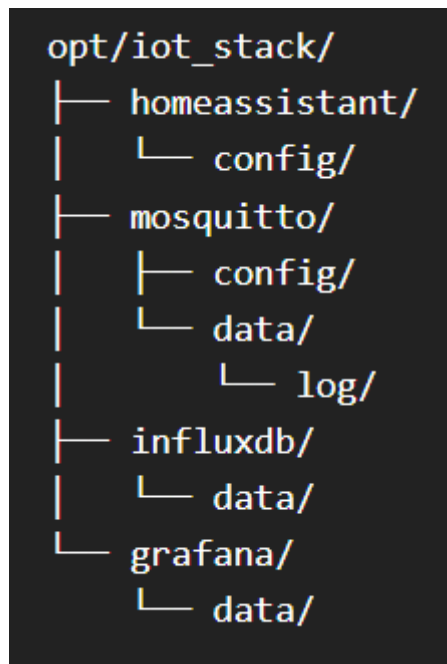 opt/iot_stack/
├── homeassistant/
│   └── config/
├── mosquitto/
│   ├── config/
│   └── data/
│       └── log/
├── influxdb/
│   └── data/
└── grafana/
    └── data/